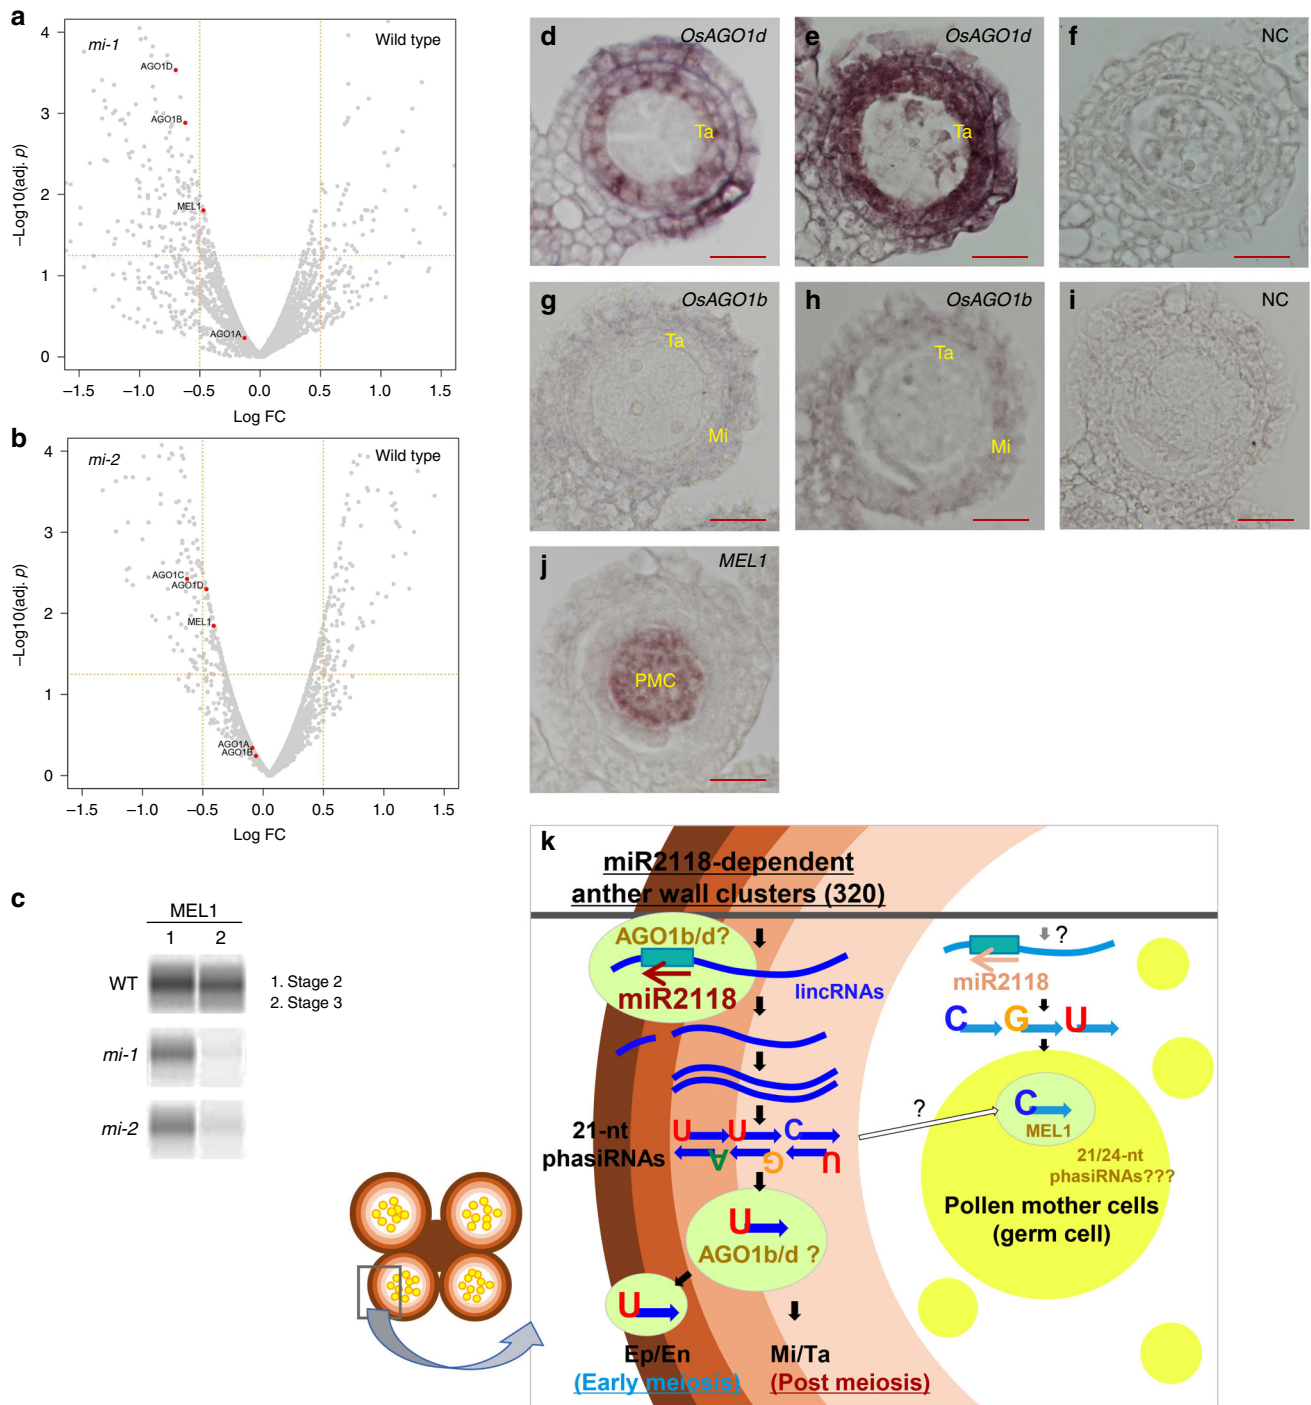 a
mi-1
Wild type
AGO1D
AGO1B
MEL1
AGO1A
–Log10(adj. p)
4
3
2
1
0
–1.5 –1.0 –0.5 0.0 0.5 1.0 1.5
Log FC
b
mi-2
Wild type
AGO1C
AGO1D
MEL1
AGO1A
AGO1B
–Log10(adj. p)
4
3
2
1
0
–1.5 –1.0 –0.5 0.0 0.5 1.0 1.5
Log FC
c
MEL1
1 2
WT
1. Stage 2
2. Stage 3
mi-1
mi-2
d
OsAGO1d
Ta
e
OsAGO1d
Ta
f
NC
g
OsAGO1b
Ta
Mi
h
OsAGO1b
Ta
Mi
i
NC
j
MEL1
PMC
k
miR2118-dependent
anther wall clusters (320)
AGO1b/d?
miR2118
lincRNAs
21-nt
phasiRNAs
U U C
A G U
U
AGO1b/d ?
U
Ep/En
(Early meiosis)
Mi/Ta
(Post meiosis)
?
?
miR2118
C G U
C
MEL1
21/24-nt
phasiRNAs???
Pollen mother cells
(germ cell)